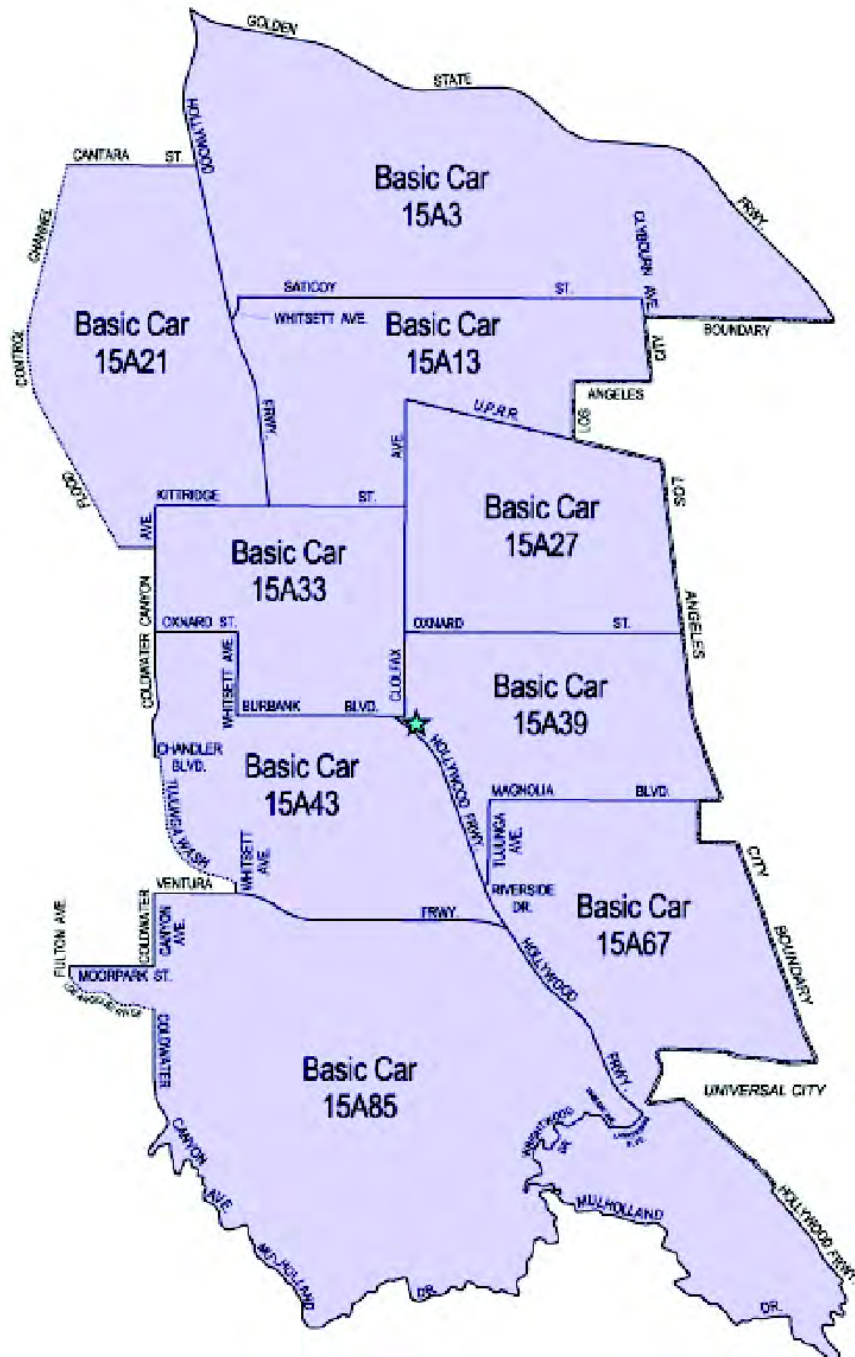 GOLDEN
STATE
HOLLYWOOD
CANTARA ST.
Basic Car
15A3
FRWY.
CHANNEL
CLYBOURN AVE.
SATICOY ST.
WHITSETT AVE.
BOUNDARY
Basic Car
15A21
Basic Car
15A13
CITY
CONTROL
ANGELES
LOS
U.P.R.R.
FRWY.
AVE.
FLOOD
KITTRIDGE ST.
AVE.
LOS
Basic Car
15A27
Basic Car
15A33
COLDWATER CANYON
OXNARD ST.
OXNARD ST.
ANGELES
WHITSETT AVE.
CLOLFAX
BURBANK BLVD.
Basic Car
15A39
CHANDLER
BLVD.
HOLLYWOOD FRWY.
Basic Car
15A43
MAGNOLIA BLVD.
TUJUNGA WASH
TUJUNGA
AVE.
WHITSETT
AVE.
CITY
VENTURA
RIVERSIDE
DR.
FRWY.
Basic Car
15A67
FULTON AVE.
COLDWATER
CANYON
AVE.
BOUNDARY
HOLLYWOOD
MOORPARK ST.
COLDWATER
Basic Car
15A85
FRWY.
UNIVERSAL CITY
CANYON
AVE.
MULHOLLAND
HOLLYWOOD FRWY.
MULHOLLAND
DR.
DR.